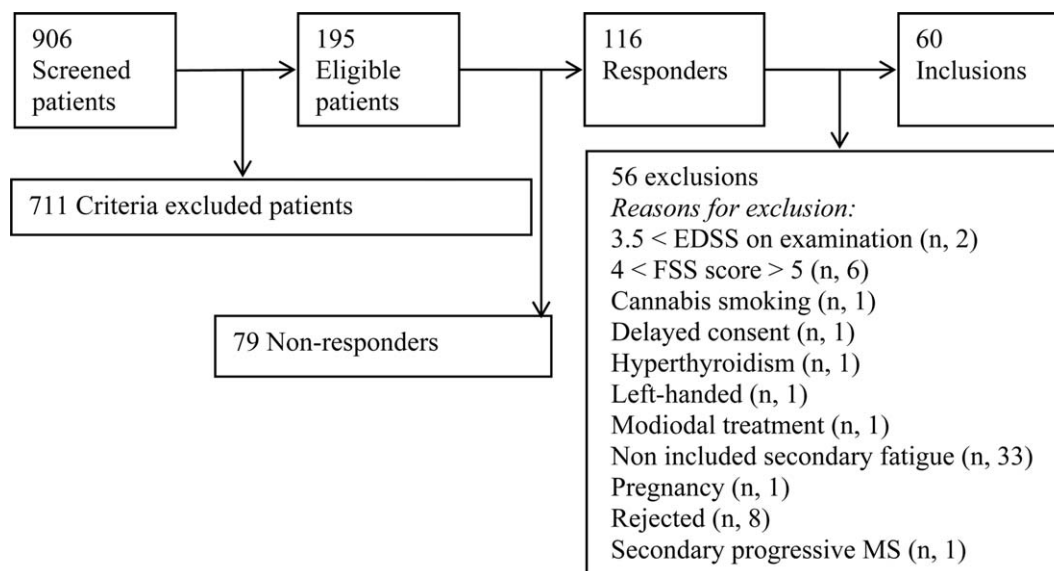 906
Screened
patients
195
Eligible
patients
116
Responders
60
Inclusions
711 Criteria excluded patients
79 Non-responders
56 exclusions
Reasons for exclusion:
3.5 < EDSS on examination (n, 2)
4 < FSS score > 5 (n, 6)
Cannabis smoking (n, 1)
Delayed consent (n, 1)
Hyperthyroidism (n, 1)
Left-handed (n, 1)
Modiodal treatment (n, 1)
Non included secondary fatigue (n, 33)
Pregnancy (n, 1)
Rejected (n, 8)
Secondary progressive MS (n, 1)